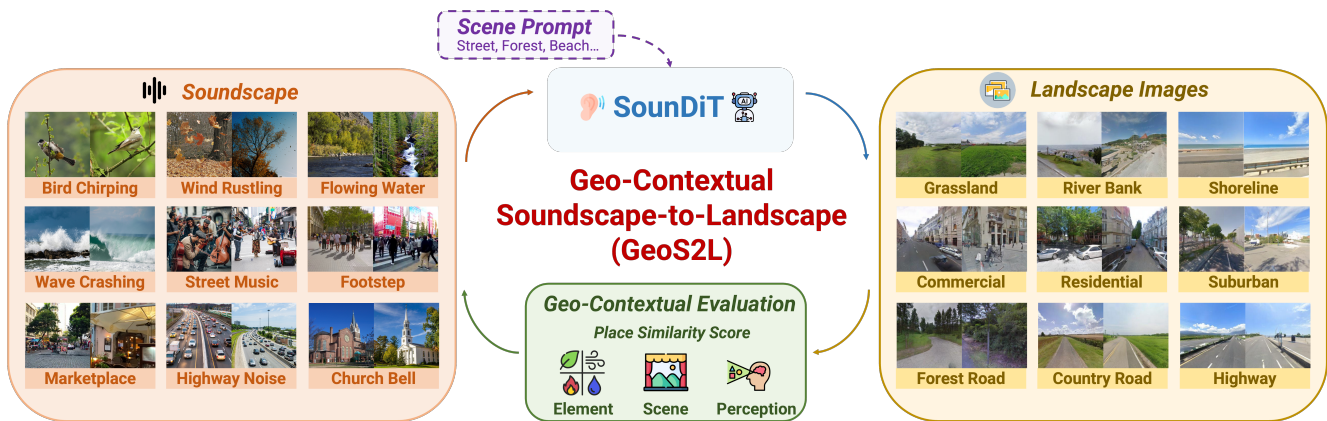 Scene Prompt
Street, Forest, Beach...
Soundscape
Bird Chirping
Wind Rustling
Flowing Water
Wave Crashing
Street Music
Footstep
Marketplace
Highway Noise
Church Bell
SounDiT
AI
Geo-Contextual
Soundscape-to-Landscape
(GeoS2L)
Geo-Contextual Evaluation
Place Similarity Score
Element
Scene
Perception
Landscape Images
Grassland
River Bank
Shoreline
Commercial
Residential
Suburban
Forest Road
Country Road
Highway